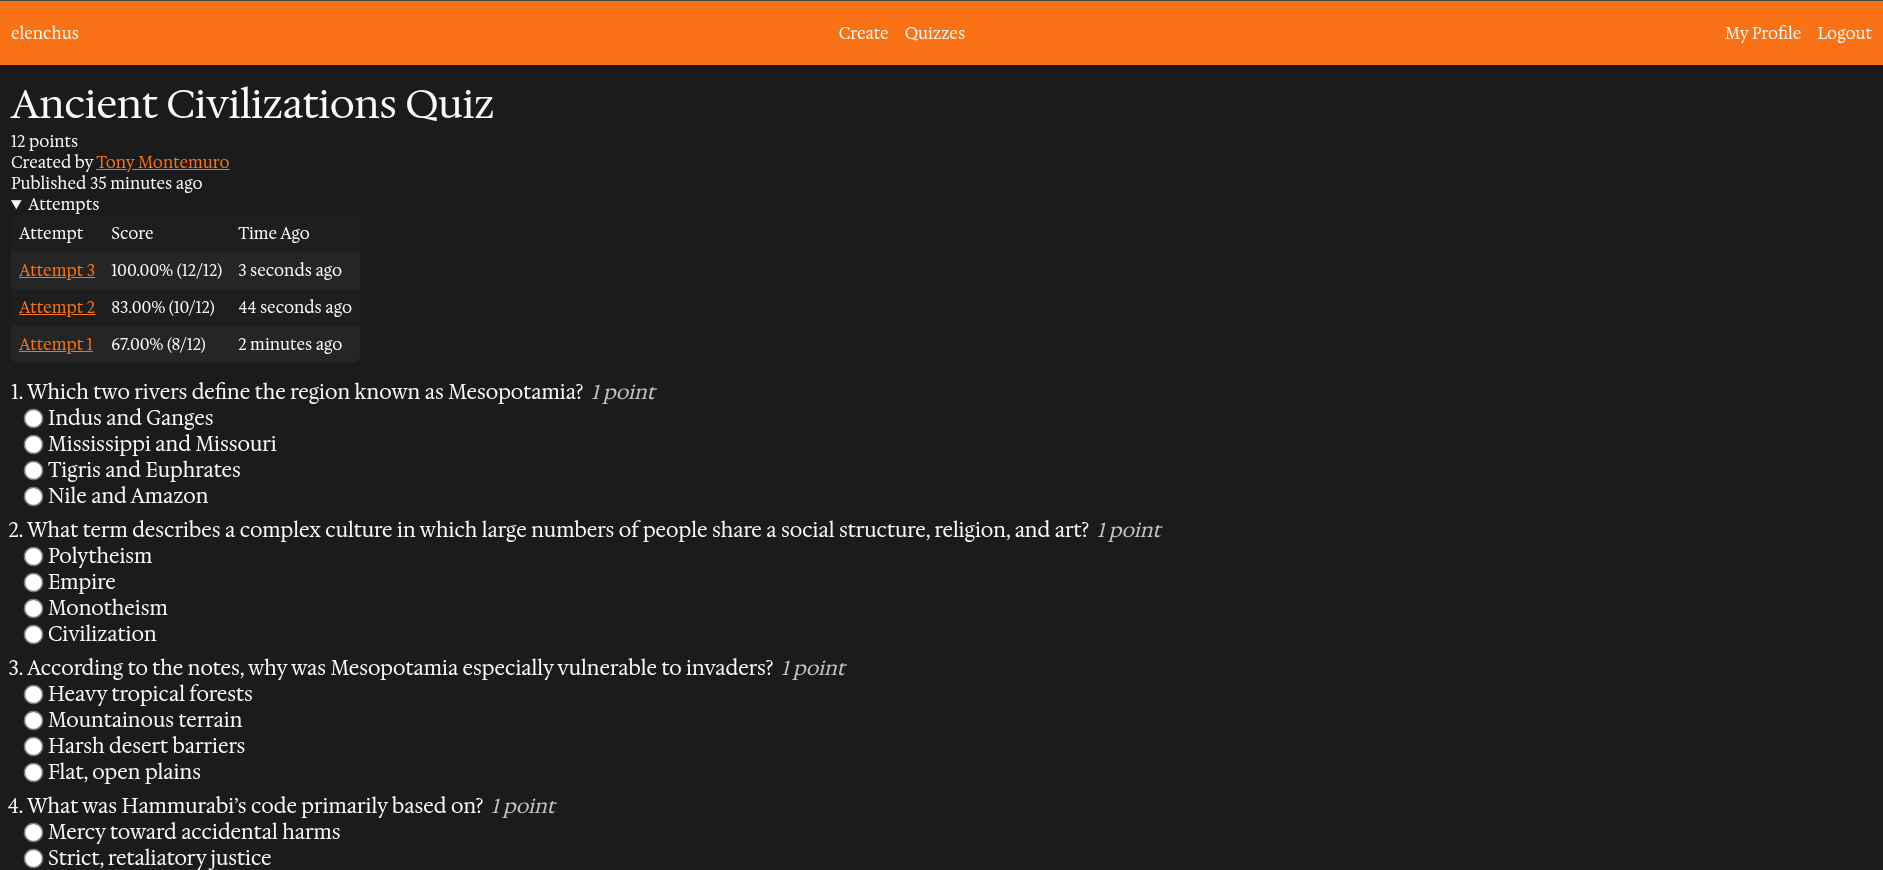 elenchus
Create Quizzes
My Profile Logout
Ancient Civilizations Quiz
12 points
Created by Tony Montemuro
Published 35 minutes ago
▼ Attempts
Attempt Score Time Ago
Attempt 3 100.00% (12/12) 3 seconds ago
Attempt 2 83.00% (10/12) 44 seconds ago
Attempt 1 67.00% (8/12) 2 minutes ago
1. Which two rivers define the region known as Mesopotamia? 1 point
Indus and Ganges
Mississippi and Missouri
Tigris and Euphrates
Nile and Amazon
2. What term describes a complex culture in which large numbers of people share a social structure, religion, and art? 1 point
Polytheism
Empire
Monotheism
Civilization
3. According to the notes, why was Mesopotamia especially vulnerable to invaders? 1 point
Heavy tropical forests
Mountainous terrain
Harsh desert barriers
Flat, open plains
4. What was Hammurabi’s code primarily based on? 1 point
Mercy toward accidental harms
Strict, retaliatory justice